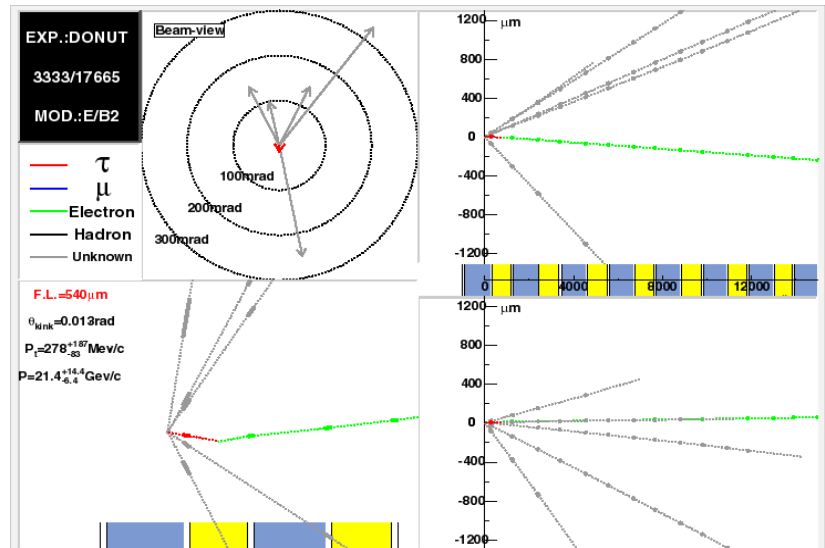 EXP.:DONUT
3333/17665
MOD.:E/B2
τ
μ
Electron
Hadron
Unknown
Beam-view
100mrad
200mrad
300mrad
F.L.=540μm
θkink=0.013rad
Pt=278+187-83Mev/c
P=21.4+14.4-6.4Gev/c
1200
μm
800
400
0
-400
-800
-1200
0
4000
8000
12000
1200
μm
800
400
0
-400
-800
-1200